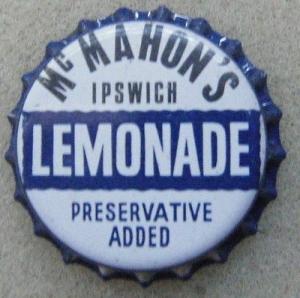 McMAHON'S
IPSWICH
LEMONADE
PRESERVATIVE
ADDED